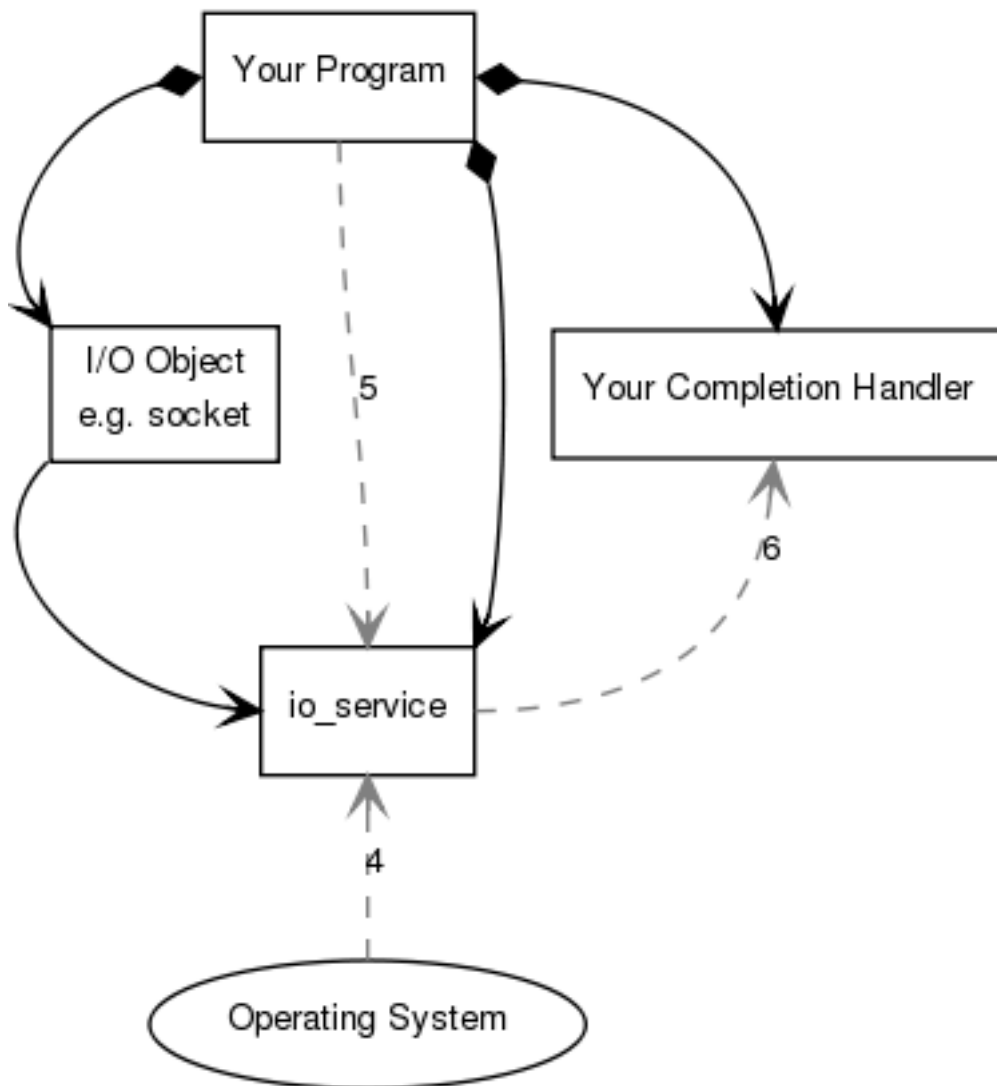 Your Program
I/O Object
e.g. socket
5
Your Completion Handler
6
io_service
4
Operating System